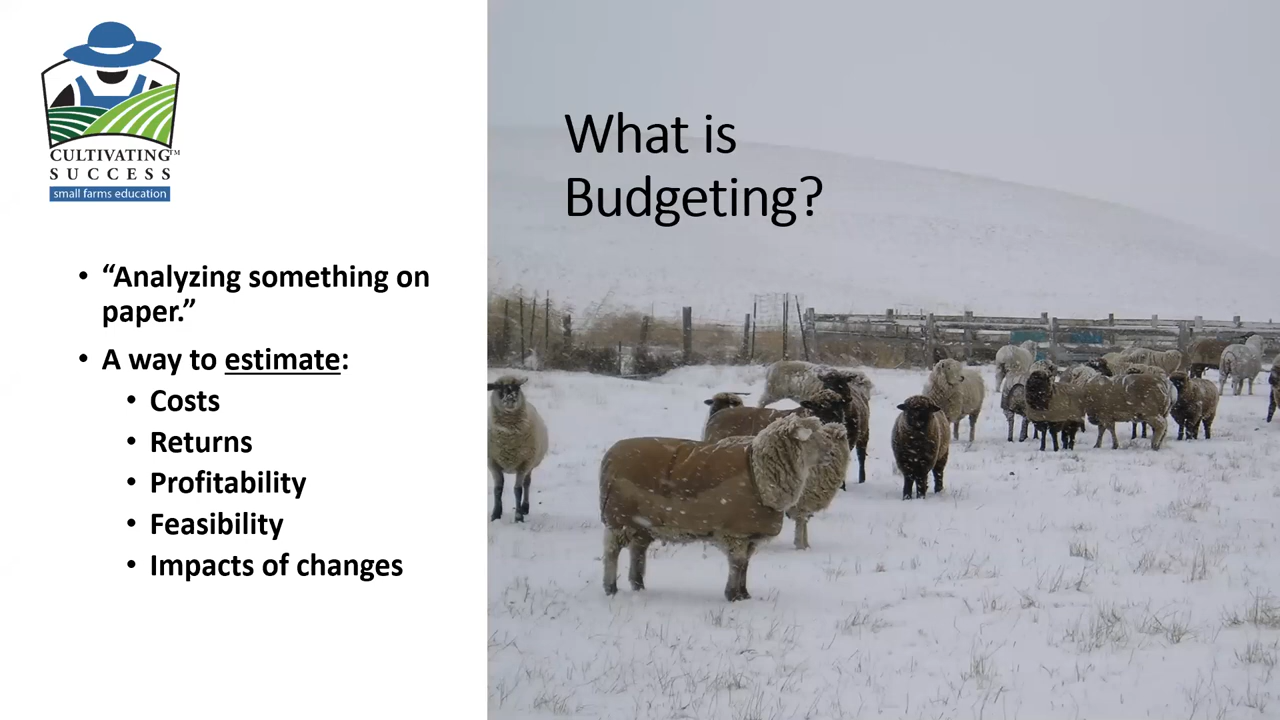 CULTIVATING™
SUCCESS
small farms education
What is
Budgeting?
• “Analyzing something on
paper.”
• A way to estimate:
• Costs
• Returns
• Profitability
• Feasibility
• Impacts of changes